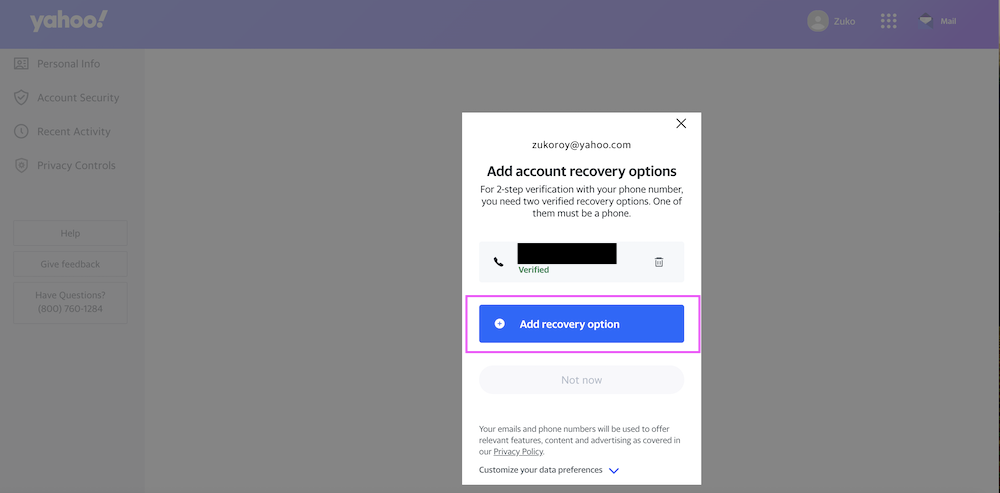 yahoo!
Zuko
Mail
Personal Info
Account Security
Recent Activity
Privacy Controls
Help
Give feedback
Have Questions?
(800) 760-1284
zukoroy@yahoo.com
Add account recovery options
For 2-step verification with your phone number,
you need two verified recovery options. One of
them must be a phone.
Verified
Add recovery option
Not now
Your emails and phone numbers will be used to offer
relevant features, content and advertising as covered in
our Privacy Policy.
Customize your data preferences